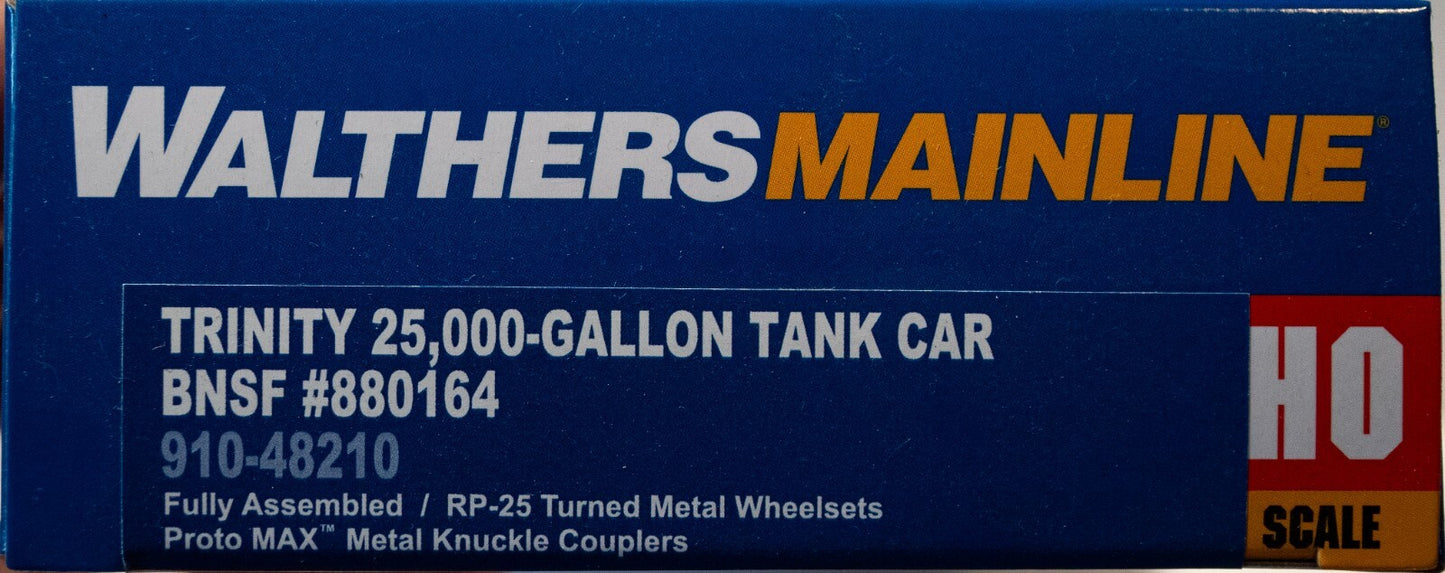 WALTHERSMAINLINE®
TRINITY 25,000-GALLON TANK CAR
BNSF #880164
910-48210
Fully Assembled / RP-25 Turned Metal Wheelsets
Proto MAX™ Metal Knuckle Couplers
HO
SCALE